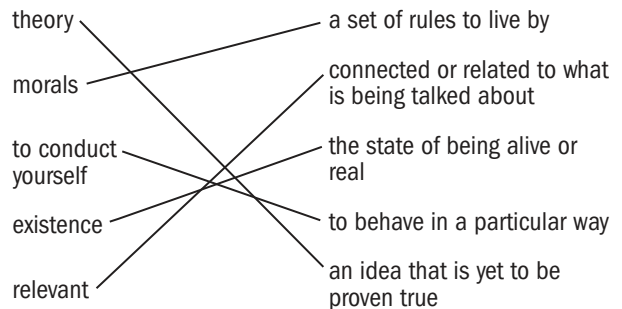 theory
a set of rules to live by
morals
connected or related to what
is being talked about
to conduct
yourself
the state of being alive or
real
existence
to behave in a particular way
relevant
an idea that is yet to be
proven true